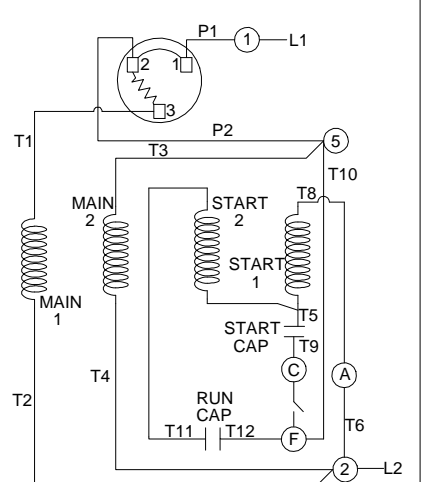 P1
1
L1
2
1
3
T1
P2
5
T3
T10
MAIN
2
START
2
T8
START
1
MAIN
1
T5
START
CAP
T9
T4
C
A
T2
RUN
CAP
T11
T12
F
T6
2
L2